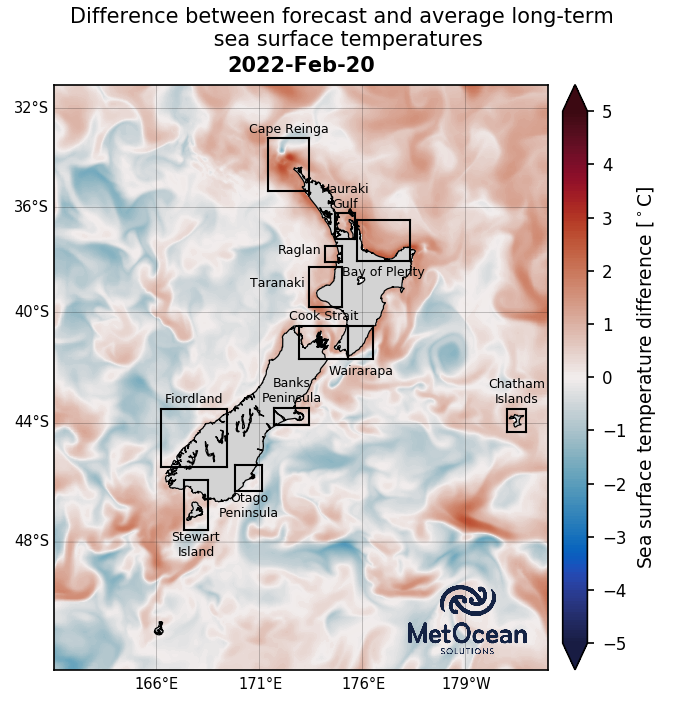 Difference between forecast and average long-term
sea surface temperatures
2022-Feb-20
32°S
36°S
40°S
44°S
48°S
166°E
171°E
176°E
179°W
Cape Reinga
Hauraki
Gulf
Raglan
Bay of Plenty
Taranaki
Cook Strait
Wairarapa
Banks
Peninsula
Fiordland
Chatham
Islands
Otago
Peninsula
Stewart
Island
MetOcean
SOLUTIONS
5
4
3
2
1
0
−1
−2
−3
−4
−5
Sea surface temperature difference [°C]